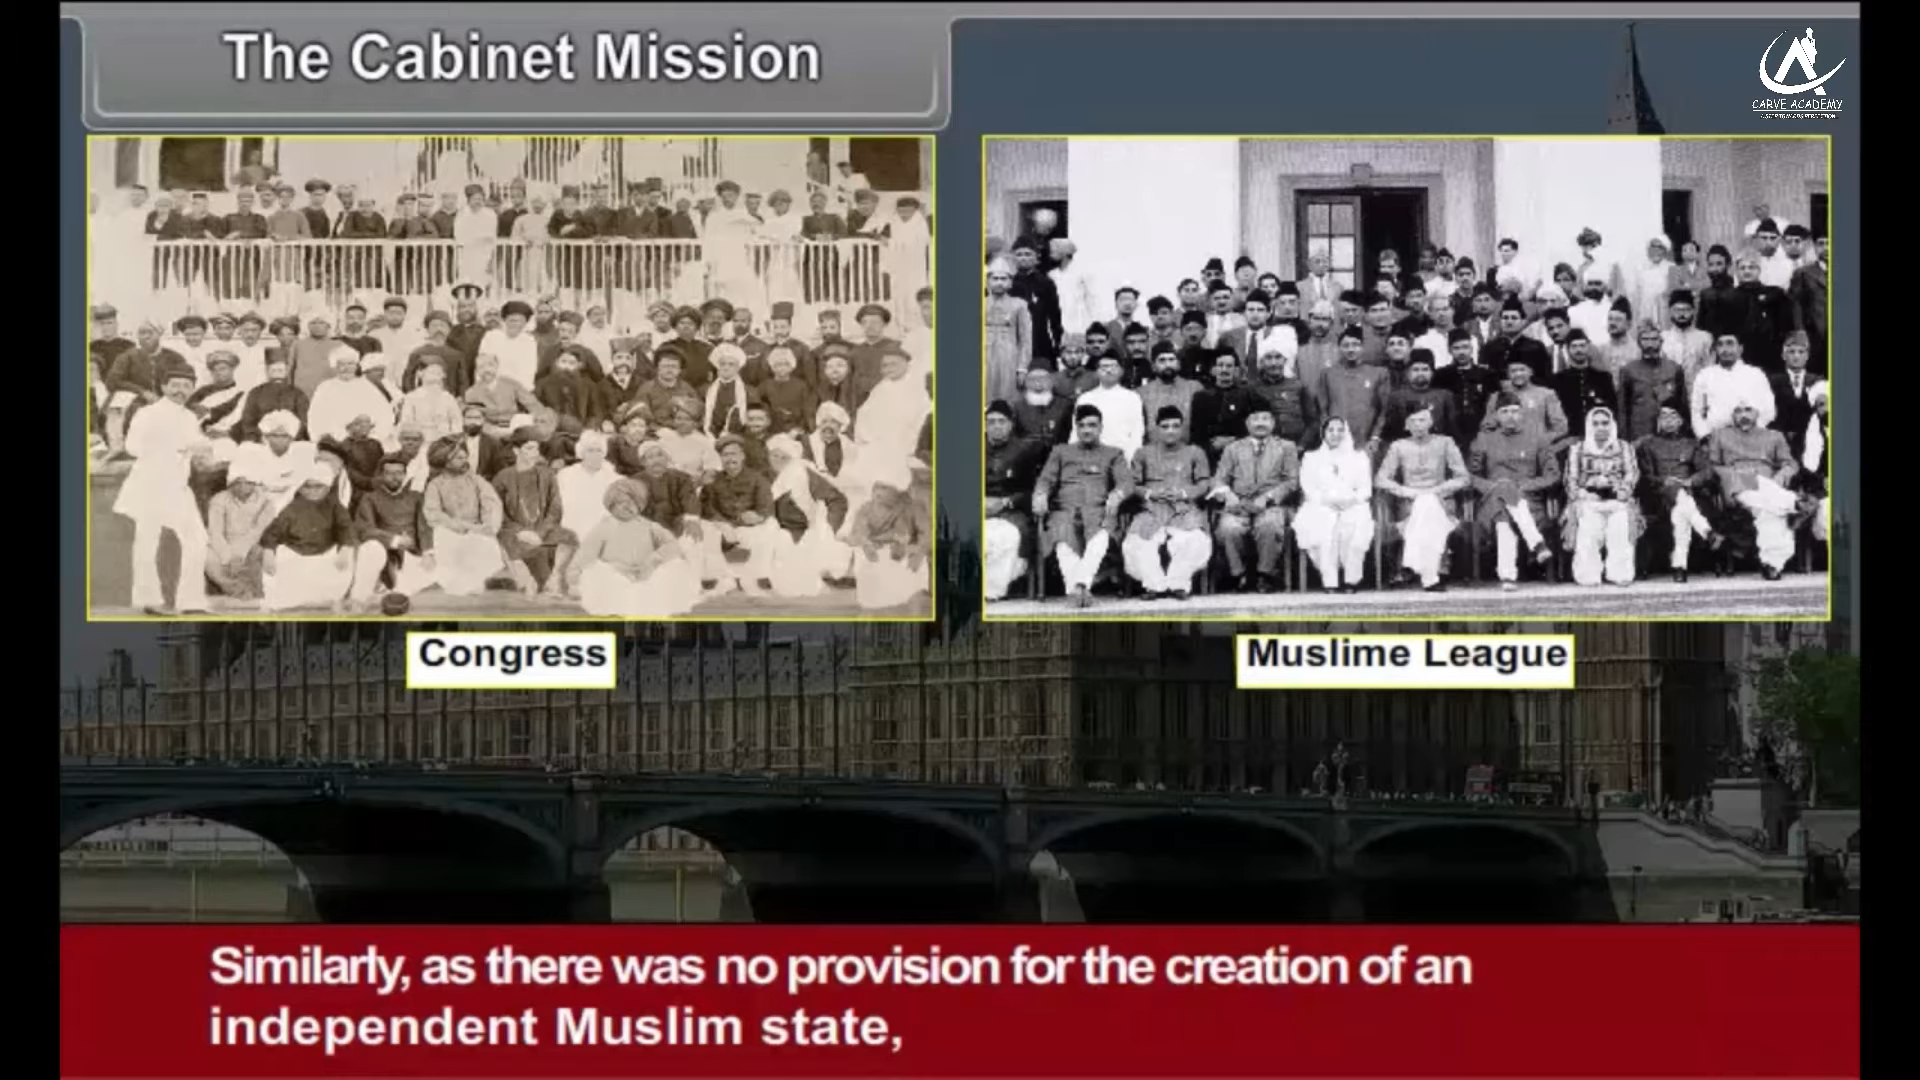 The Cabinet Mission
CARVE ACADEMY
Congress
Muslime League
Similarly, as there was no provision for the creation of an
independent Muslim state,